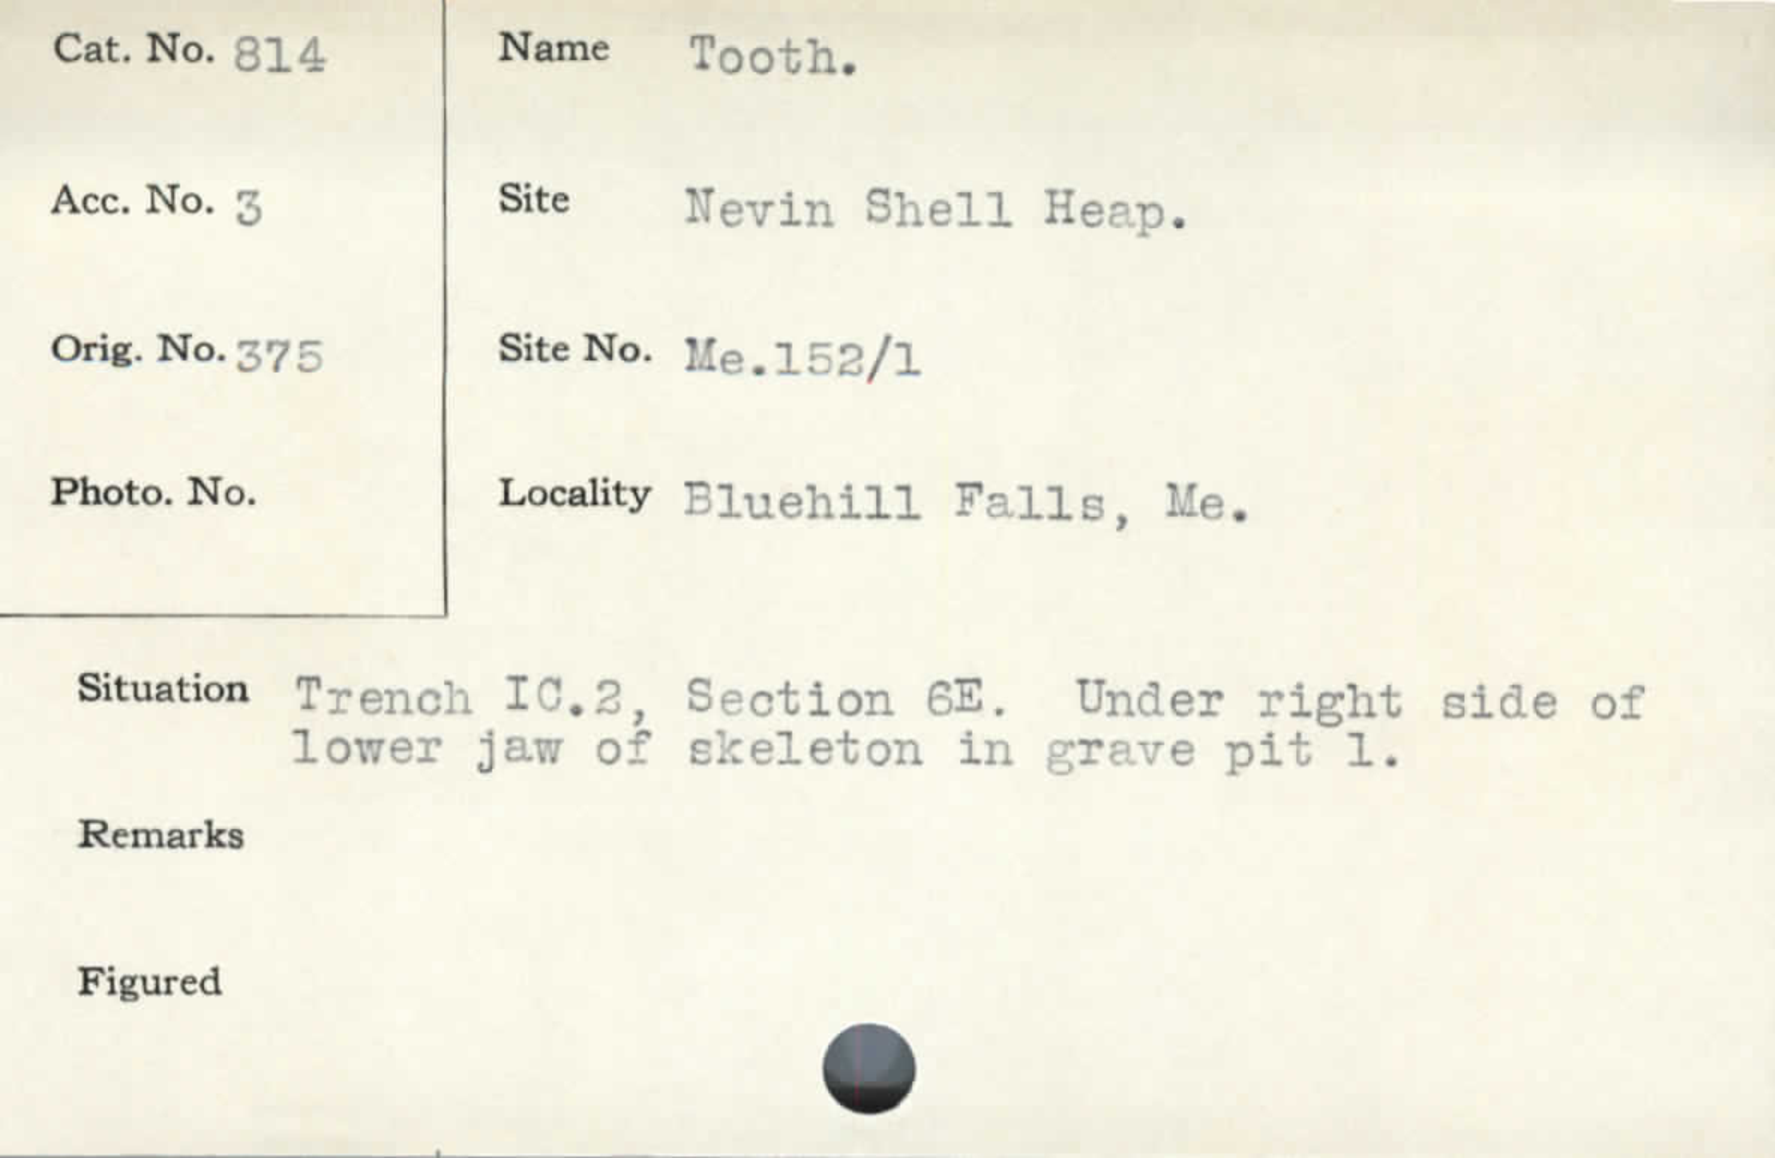 Cat. No. 814
Acc. No. 3
Orig. No. 375
Photo. No.
Name Tooth.
Site Nevin Shell Heap.
Site No. Me.152/1
Locality Bluehill Falls, Me.
Situation Trench IC.2, Section 6E. Under right side of
lower jaw of skeleton in grave pit 1.
Remarks
Figured